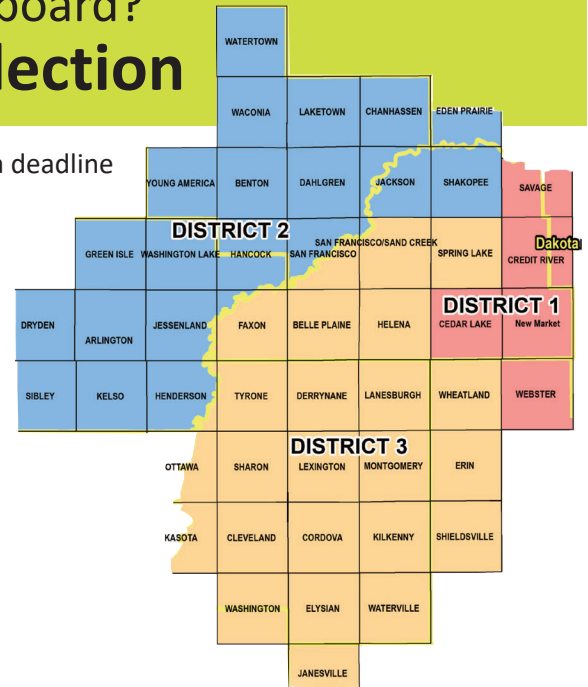 board?
lection
n deadline
WATERTOWN
WACONIA LAKETOWN CHANHASSEN EDEN PRAIRIE
YOUNG AMERICA BENTON DAHLGREN JACKSON SHAKOPEE SAVAGE
DISTRICT 2
SAN FRANCISCO/SAND CREEK Dakota
GREEN ISLE WASHINGTON LAKE HANCOCK SAN FRANCISCO SPRING LAKE CREDIT RIVER
DISTRICT 1
DRYDEN ARLINGTON JESSENLAND FAXON BELLE PLAINE HELENA CEDAR LAKE New Market
SIBLEY KELSO HENDERSON TYRONE DERRYNANE LANESBURGH WHEATLAND WEBSTER
DISTRICT 3
OTTAWA SHARON LEXINGTON MONTGOMERY ERIN
KASOTA CLEVELAND CORDOVA KILKENNY SHIELDSVILLE
WASHINGTON ELYSIAN WATERVILLE
JANESVILLE